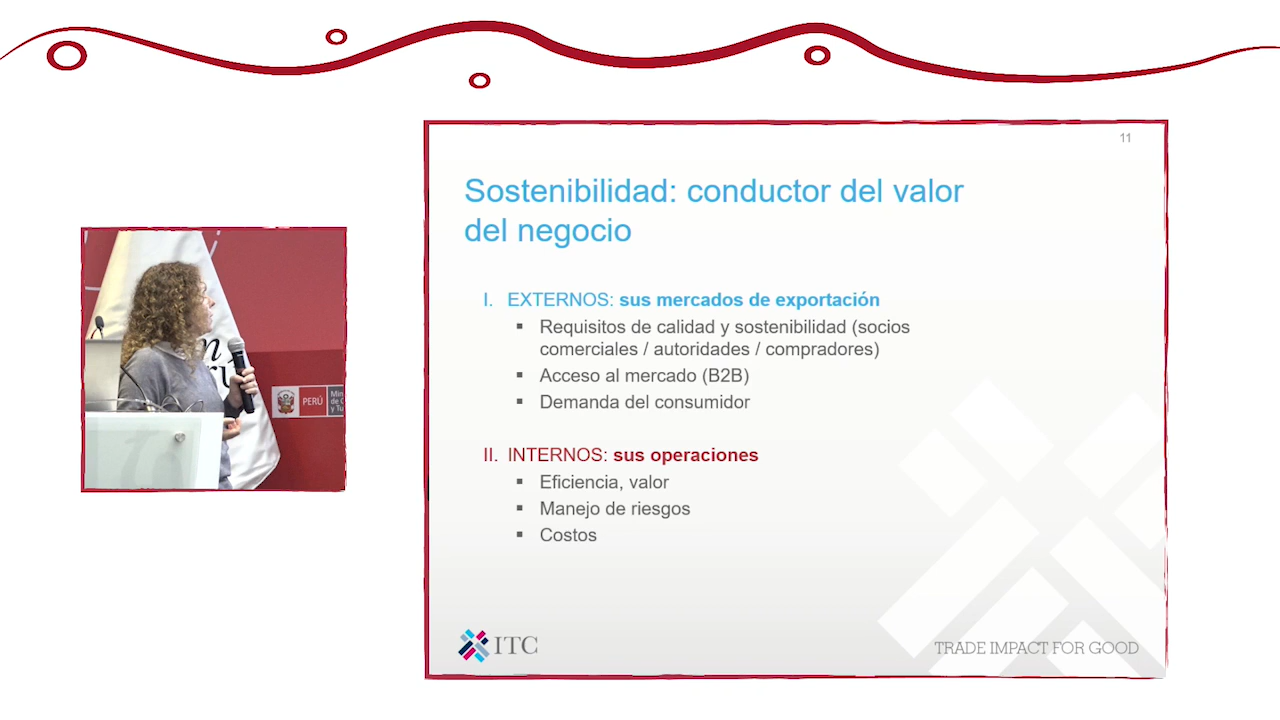 11
Sostenibilidad: conductor del valor
del negocio
I. EXTERNOS: sus mercados de exportación
▪ Requisitos de calidad y sostenibilidad (socios
comerciales / autoridades / compradores)
▪ Acceso al mercado (B2B)
▪ Demanda del consumidor
II. INTERNOS: sus operaciones
▪ Eficiencia, valor
▪ Manejo de riesgos
▪ Costos
ITC
TRADE IMPACT FOR GOOD
PERÚ